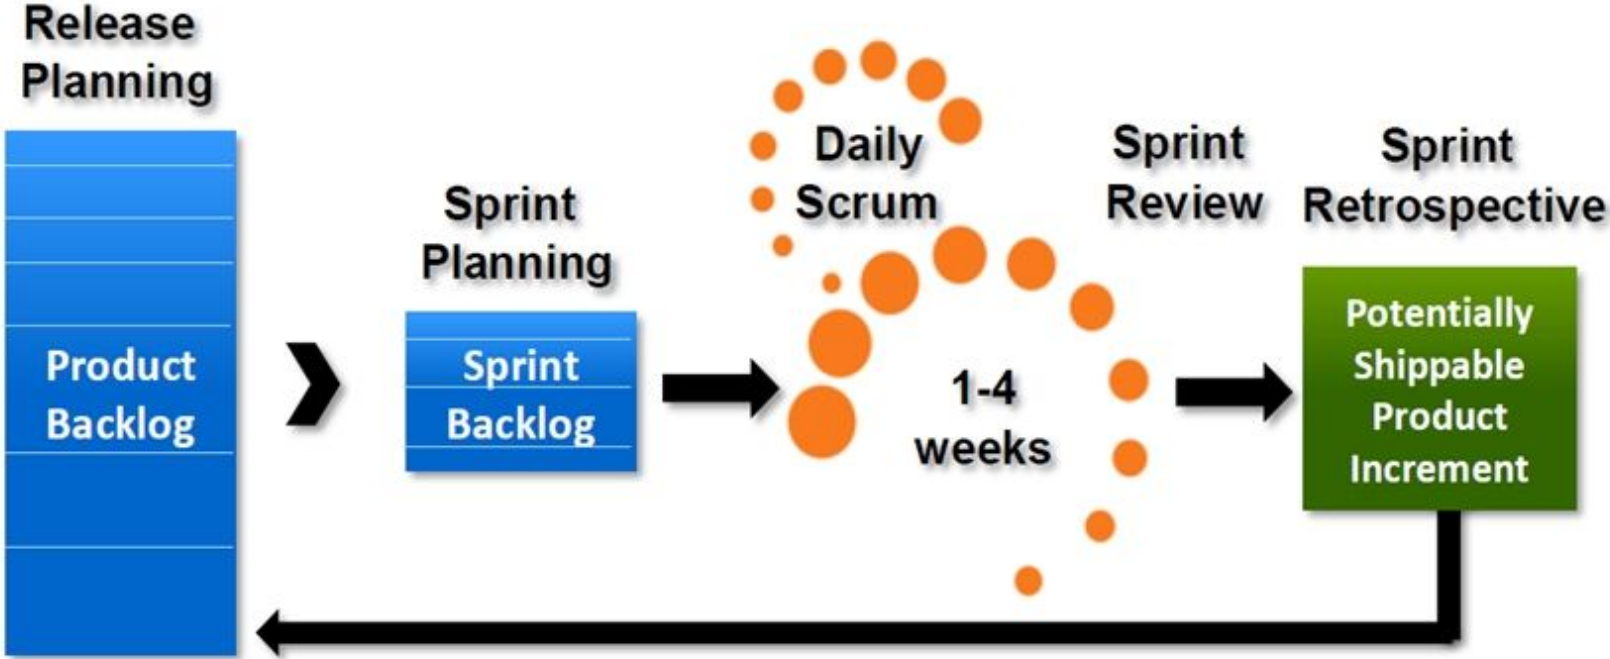 Release
Planning
Product
Backlog
Sprint
Planning
Sprint
Backlog
Daily
Scrum
1-4
weeks
Sprint
Review
Sprint
Retrospective
Potentially
Shippable
Product
Increment